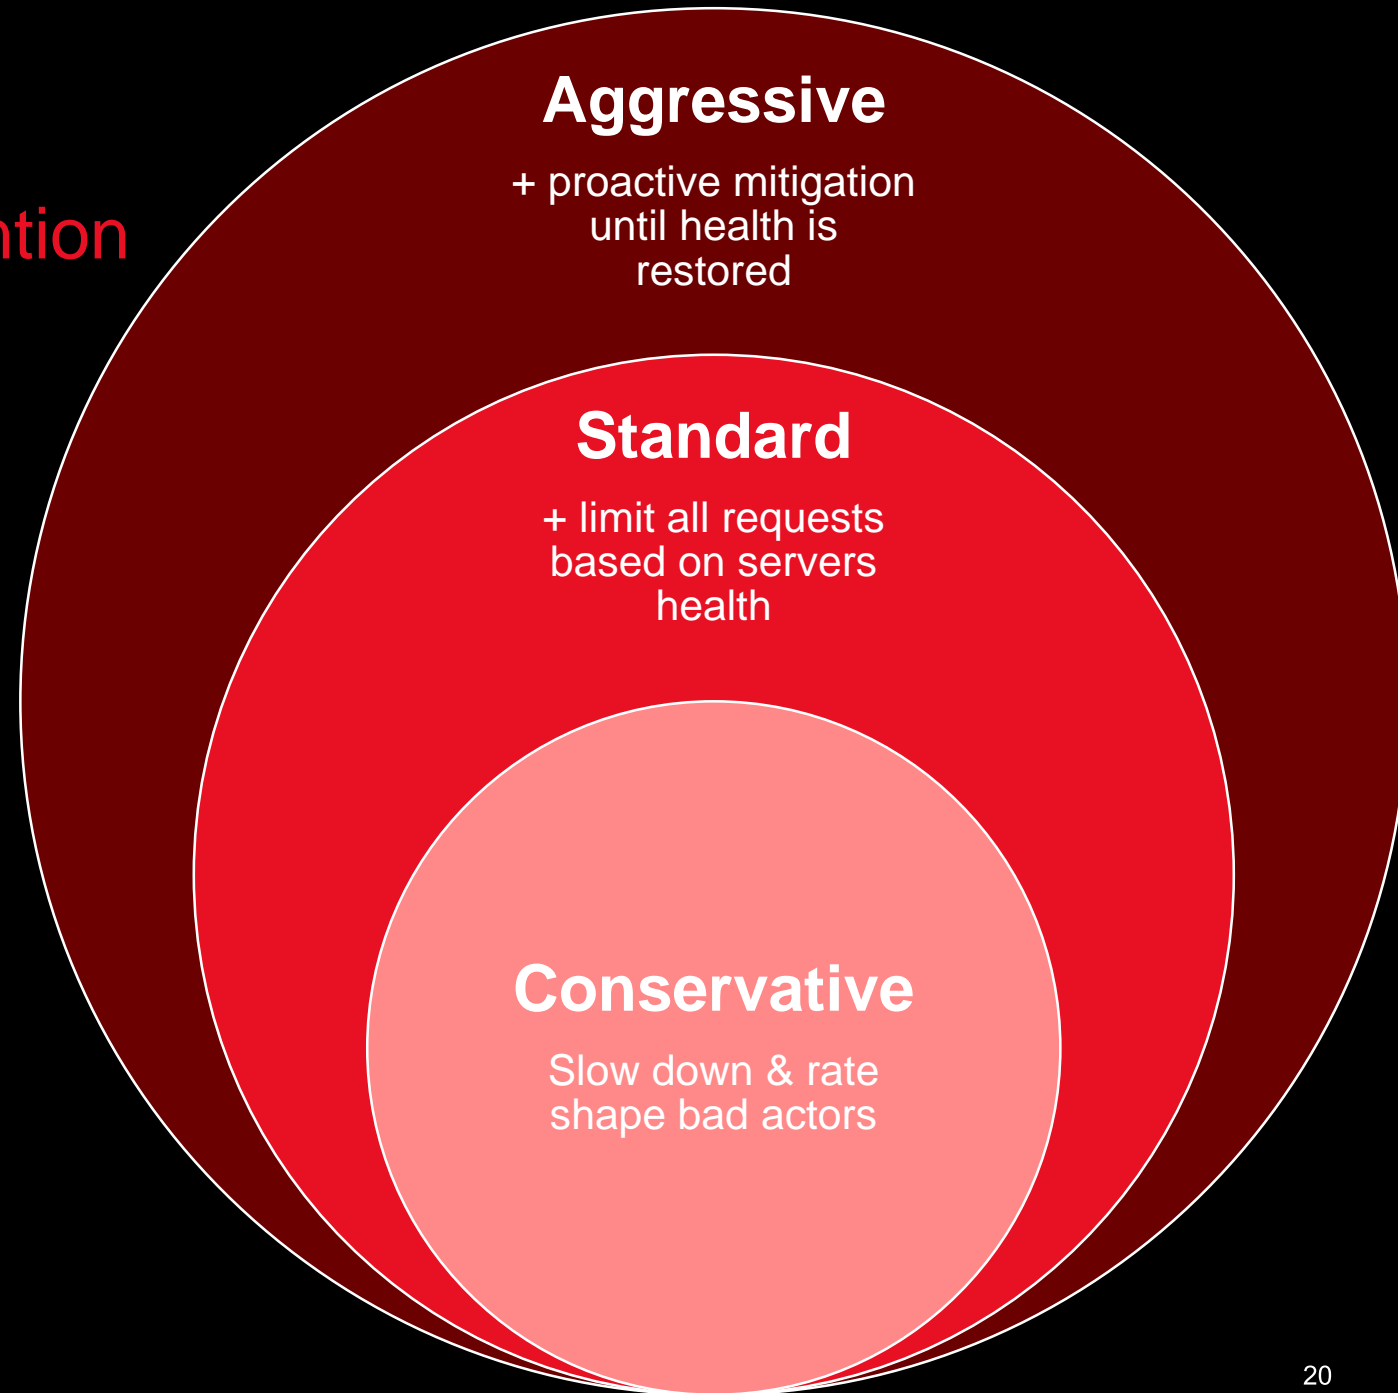 Aggressive
+ proactive mitigation
until health is
restored
Standard
+ limit all requests
based on servers
health
Conservative
Slow down & rate
shape bad actors
20